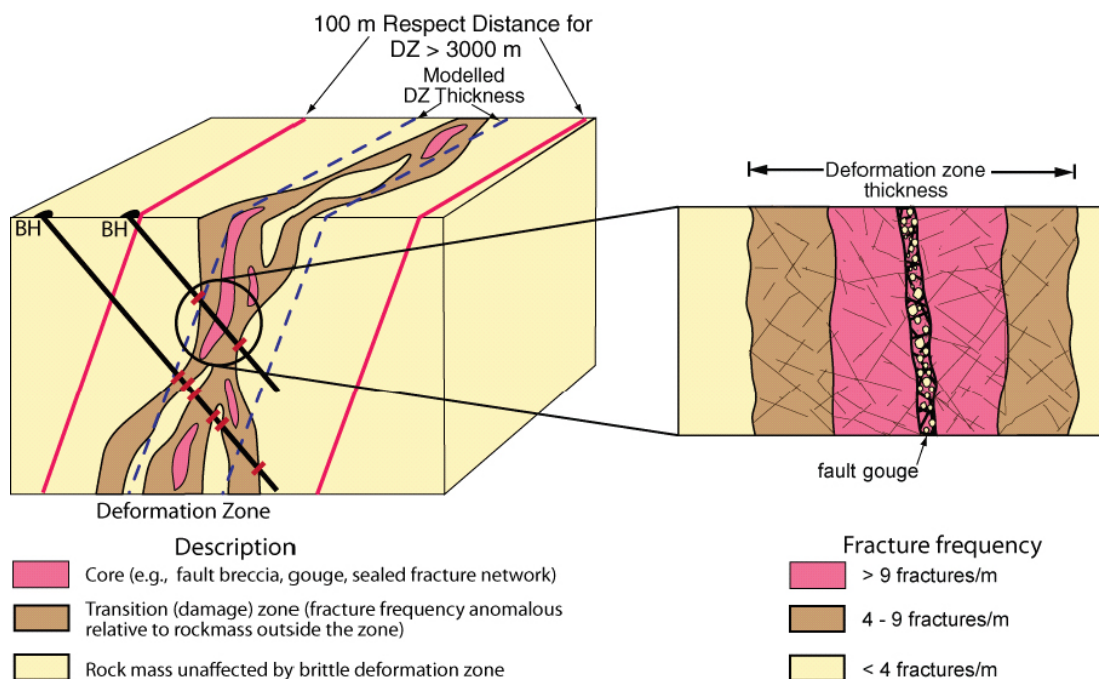 100 m Respect Distance for
DZ > 3000 m
Modelled
DZ Thickness
BH
BH
Deformation zone
thickness
fault gouge
Deformation Zone
Description
Core (e.g., fault breccia, gouge, sealed fracture network)
Transition (damage) zone (fracture frequency anomalous
relative to rockmass outside the zone)
Rock mass unaffected by brittle deformation zone
Fracture frequency
> 9 fractures/m
4 - 9 fractures/m
< 4 fractures/m